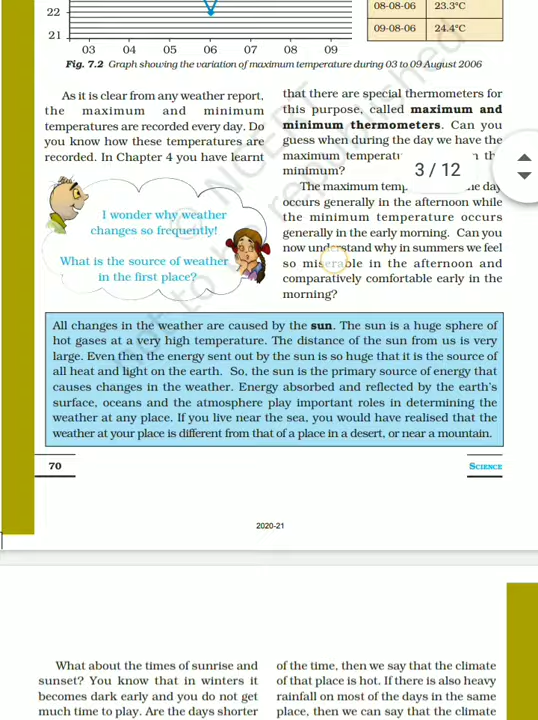 22
21
03 04 05 06 07 08 09
08-08-06 23.3°C
09-08-06 24.4°C
Fig. 7.2 Graph showing the variation of maximum temperature during 03 to 09 August 2006
As it is clear from any weather report,
the maximum and minimum
temperatures are recorded every day. Do
you know how these temperatures are
recorded. In Chapter 4 you have learnt
I wonder why weather
changes so frequently!
What is the source of weather
in the first place?
that there are special thermometers for
this purpose, called maximum and
minimum thermometers. Can you
guess when during the day we have the
maximum
minimum?
The maximum day
occurs generally in the afternoon while
the minimum temperature occurs
generally in the early morning. Can you
now understand why in summers we feel
so miserable in the afternoon and
comparatively comfortable early in the
morning?
3 / 12
All changes in the weather are caused by the sun. The sun is a huge sphere of
hot gases at a very high temperature. The distance of the sun from us is very
large. Even then the energy sent out by the sun is so huge that it is the source of
all heat and light on the earth. So, the sun is the primary source of energy that
causes changes in the weather. Energy absorbed and reflected by the earth's
surface, oceans and the atmosphere play important roles in determining the
weather at any place. If you live near the sea, you would have realised that the
weather at your place is different from that of a place in a desert, or near a mountain.
70
SCIENCE
2020-21
What about the times of sunrise and
sunset? You know that in winters it
becomes dark early and you do not get
much time to play. Are the days shorter
of the time, then we say that the climate
of that place is hot. If there is also heavy
rainfall on most of the days in the same
place, then we can say that the climate
© NCERT
not to be republished